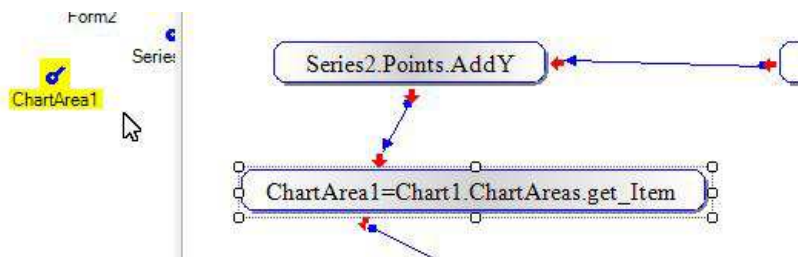 Form2
Series
ChartArea1
Series2.Points.AddY
ChartArea1=Chart1.ChartAreas.get_Item